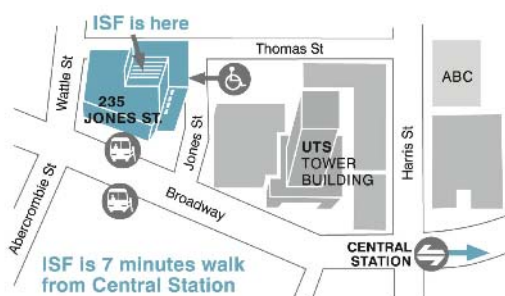 ISF is here
Thomas St
Wattle St
ABC
235
JONES ST.
Jones St
UTS
TOWER
BUILDING
Harris St
Abercrombie St
Broadway
CENTRAL
STATION
ISF is 7 minutes walk
from Central Station